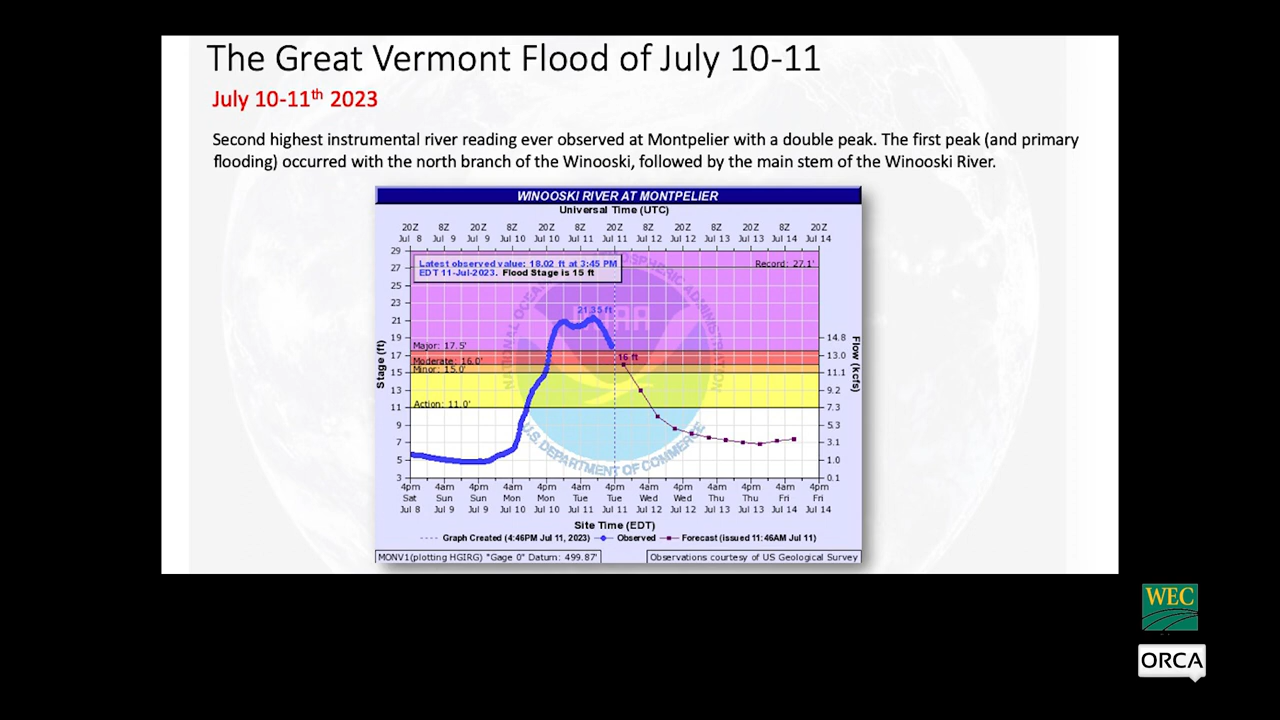 The Great Vermont Flood of July 10-11
July 10-11th 2023
Second highest instrumental river reading ever observed at Montpelier with a double peak. The first peak (and primary
flooding) occurred with the north branch of the Winooski, followed by the main stem of the Winooski River.
WINOOSKI RIVER AT MONTPELIER
Universal Time (UTC)
20Z 8Z 20Z 8Z 20Z 8Z 20Z 8Z 20Z 8Z 20Z 8Z 20Z
Jul 8 Jul 9 Jul 9 Jul 10 Jul 10 Jul 11 Jul 11 Jul 12 Jul 12 Jul 13 Jul 13 Jul 14 Jul 14
29
27
25
23
21
19
17
15
13
11
9
7
5
3
Stage (ft)
Latest observed value: 18.02 ft at 3:45 PM
EDT 11-Jul-2023. Flood Stage is 15 ft
Record: 27.1'
21.35 ft
16 ft
Major: 17.5'
Moderate: 16.0'
Minor: 15.0'
Action: 11.0'
NATIONAL OCEANIC AND ATMOSPHERIC ADMINISTRATION
NOAA
U.S. DEPARTMENT OF COMMERCE
14.8
13.0
11.1
9.2
7.3
5.3
3.1
1.0
0.1
Flow (kcfs)
4pm 4am 4pm 4am 4pm 4am 4pm 4am 4pm 4am 4pm 4am 4pm
Sat Sun Sun Mon Mon Tue Tue Wed Wed Thu Thu Fri Fri
Jul 8 Jul 9 Jul 9 Jul 10 Jul 10 Jul 11 Jul 11 Jul 12 Jul 12 Jul 13 Jul 13 Jul 14 Jul 14
Site Time (EDT)
Graph Created (4:46PM Jul 11, 2023) Observed Forecast (issued 11:46AM Jul 11)
MONV1(plotting HGIRG) "Gage 0" Datum: 499.87'
Observations courtesy of US Geological Survey
WEC
ORCA